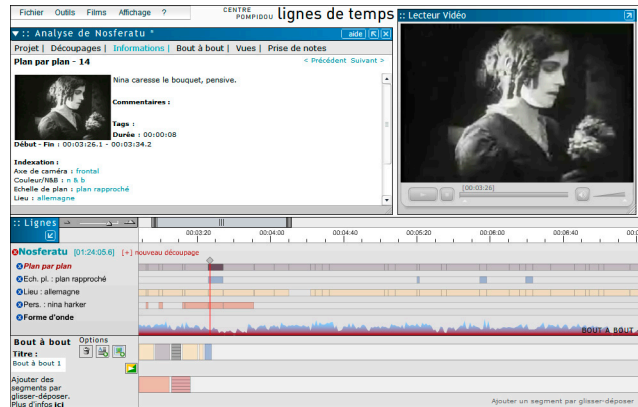 Fichier Outils Films Affichage ?
CENTRE POMPIDOU lignes de temps
:: Lecteur Vidéo
▼:: Analyse de Nosferatu * aide
Projet | Découpages | Informations | Bout à bout | Vues | Prise de notes
Plan par plan - 14 < Précédent Suivant >
Nina caresse le bouquet, pensive.
Commentaires :
Tags :
Durée : 00:00:08
Début - Fin : 00:03:26.1 - 00:03:34.2
Indexation :
Axe de caméra : frontal
Couleur/N&B : n & b
Echelle de plan : plan rapproché
Lieu : allemagne
[00:03:26]
:: Lignes
00:03:20 00:04:00 00:04:40 00:05:20 00:06:00 00:06:40 00:0
Nosferatu [01:24:05.6] [+] nouveau découpage
Plan par plan
Ech. pl. : plan rapproché
Lieu : allemagne
Pers. : nina harker
Forme d'onde
BOUT A BOUT
Bout à bout Options
Titre :
Bout à bout 1
Ajouter des
segments par
glisser-déposer.
Plus d'infos ici
Ajouter un segment par glisser-déposer